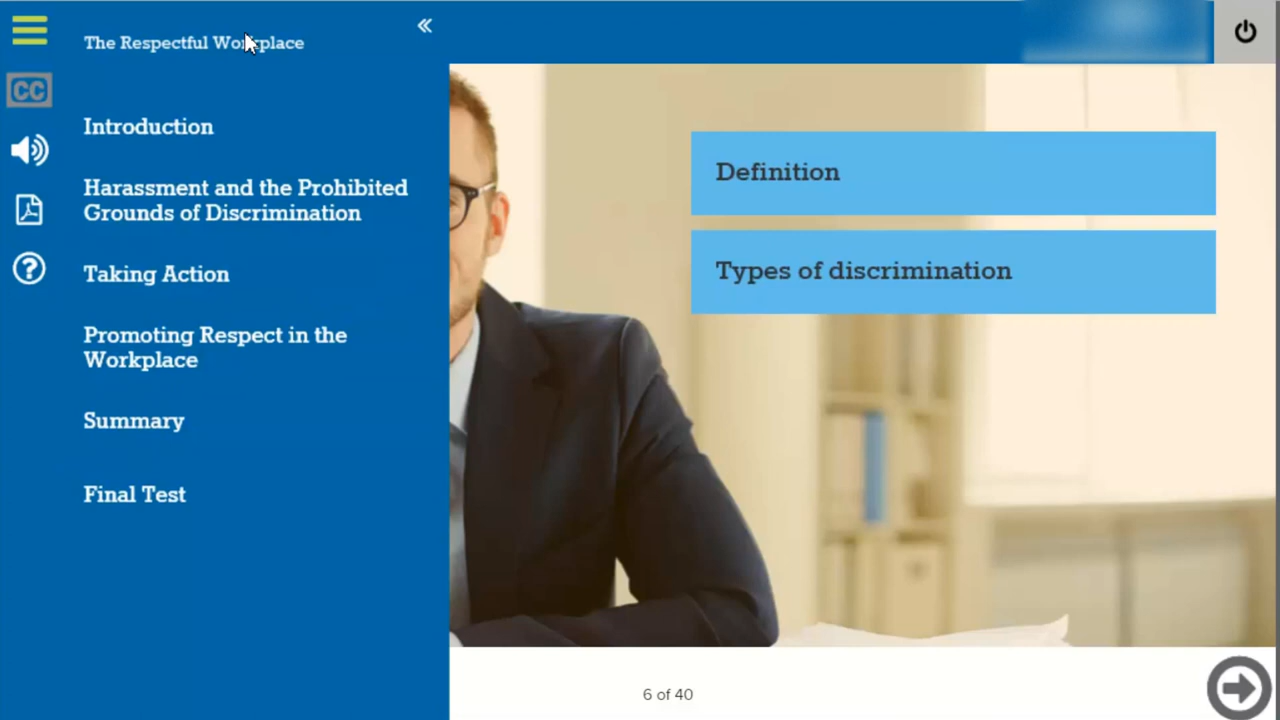 The Respectful Workplace
CC
Introduction
Harassment and the Prohibited
Grounds of Discrimination
Taking Action
Promoting Respect in the
Workplace
Summary
Final Test
Definition
Types of discrimination
6 of 40